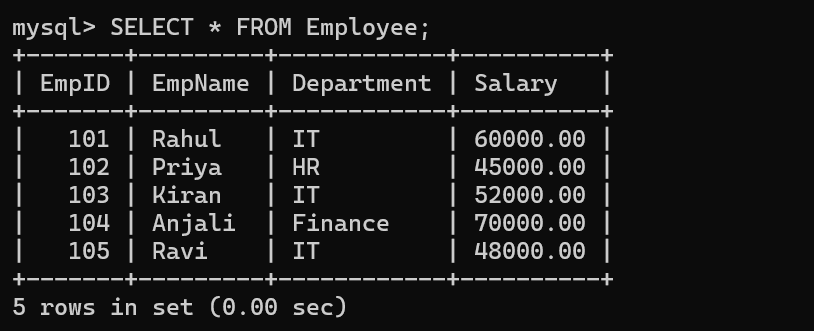 mysql> SELECT * FROM Employee;
+-------+---------+------------+----------+
| EmpID | EmpName | Department | Salary   |
+-------+---------+------------+----------+
|   101 | Rahul   | IT         | 60000.00 |
|   102 | Priya   | HR         | 45000.00 |
|   103 | Kiran   | IT         | 52000.00 |
|   104 | Anjali  | Finance    | 70000.00 |
|   105 | Ravi    | IT         | 48000.00 |
+-------+---------+------------+----------+
5 rows in set (0.00 sec)